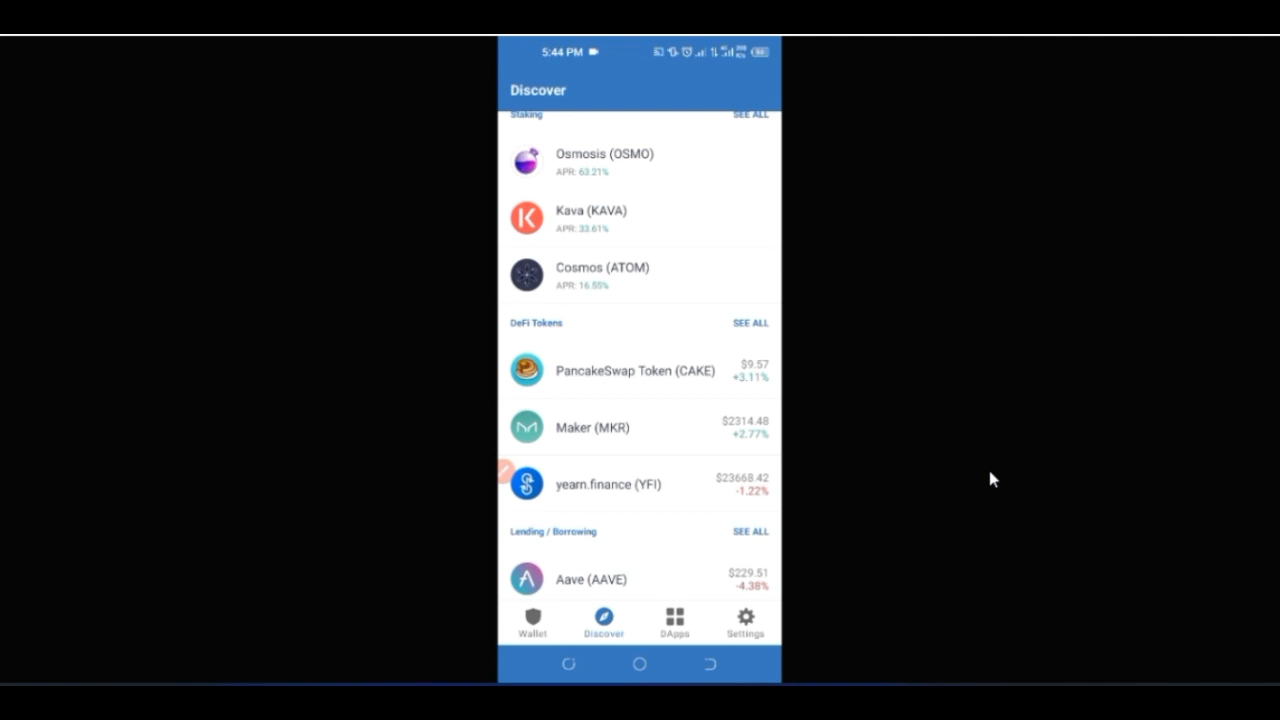 5:44 PM
Discover
Staking SEE ALL
Osmosis (OSMO)
APR: 63.21%
Kava (KAVA)
APR: 33.61%
Cosmos (ATOM)
APR: 16.55%
DeFi Tokens SEE ALL
PancakeSwap Token (CAKE) $9.57
+3.11%
Maker (MKR) $2314.48
+2.77%
yearn.finance (YFI) $23668.42
-1.22%
Lending / Borrowing SEE ALL
Aave (AAVE) $229.51
-4.38%
Wallet Discover DApps Settings